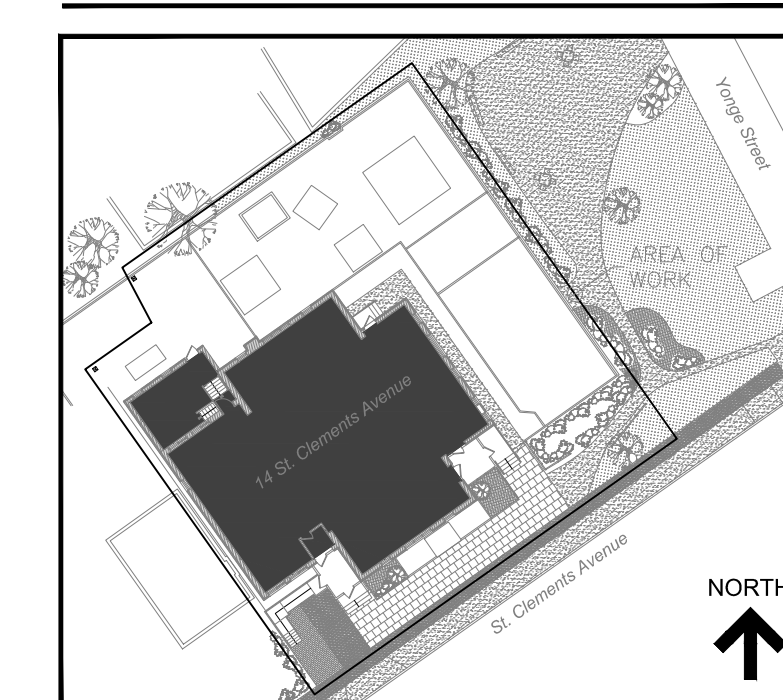 Yonge Street
AREA OF
WORK
14 St. Clements Avenue
St. Clements Avenue
NORTH